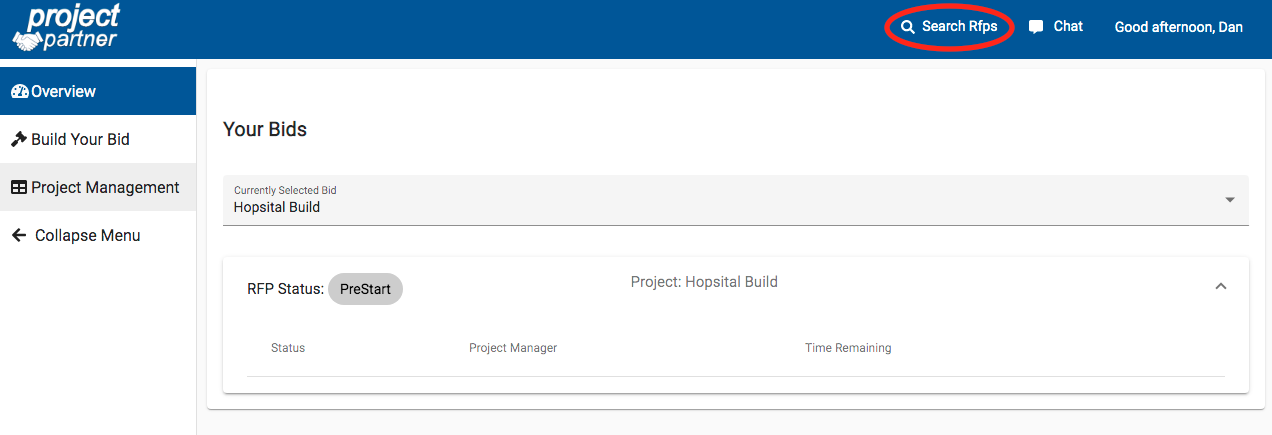 project
partner
Search Rfps
Chat
Good afternoon, Dan
Overview
Build Your Bid
Project Management
Collapse Menu
Your Bids
Currently Selected Bid
Hopsital Build
RFP Status: PreStart
Project: Hopsital Build
Status
Project Manager
Time Remaining